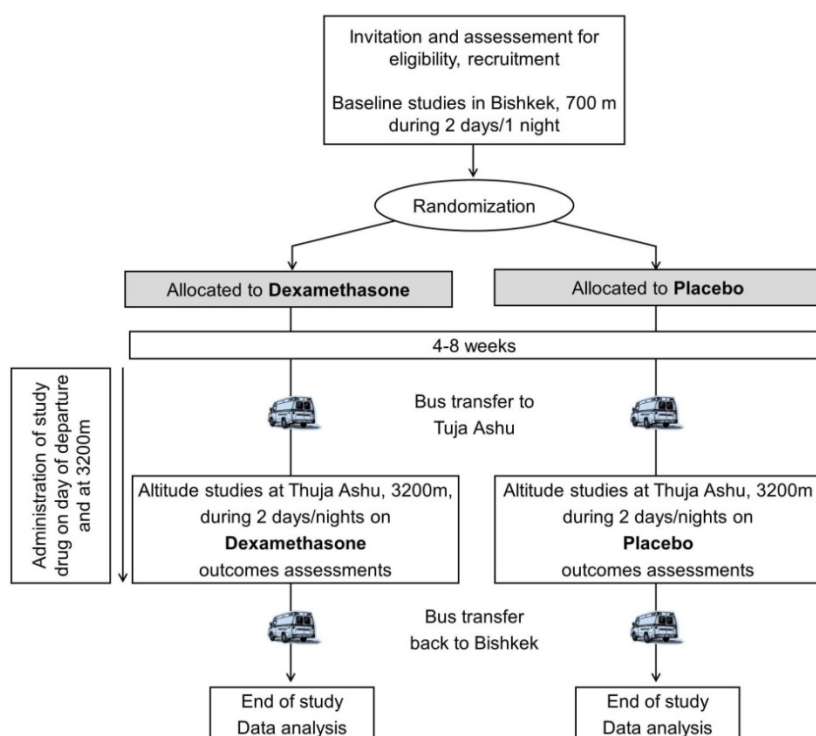 Invitation and assessement for
eligibility, recruitment
Baseline studies in Bishkek, 700 m
during 2 days/1 night
Randomization
Allocated to Dexamethasone
Allocated to Placebo
4-8 weeks
Administration of study
drug on day of departure
and at 3200m
Bus transfer to
Tuja Ashu
Altitude studies at Thuja Ashu, 3200m,
during 2 days/nights on
Dexamethasone
outcomes assessments
Altitude studies at Thuja Ashu, 3200m
during 2 days/nights on
Placebo
outcomes assessments
Bus transfer
back to Bishkek
End of study
Data analysis
End of study
Data analysis